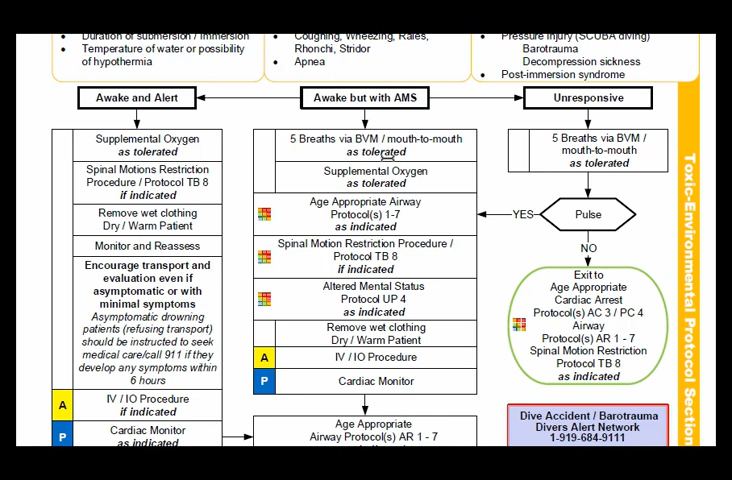 Duration of submersion / immersion
Temperature of water or possibility
of hypothermia
Coughing, Wheezing, Rales,
Rhonchi, Stridor
Apnea
Pressure injury (SCUBA diving)
Barotrauma
Decompression sickness
Post-immersion syndrome
Awake and Alert
Awake but with AMS
Unresponsive
Supplemental Oxygen
as tolerated
Spinal Motions Restriction
Procedure / Protocol TB 8
if indicated
Remove wet clothing
Dry / Warm Patient
Monitor and Reassess
Encourage transport and
evaluation even if
asymptomatic or with
minimal symptoms
Asymptomatic drowning
patients (refusing transport)
should be instructed to seek
medical care/call 911 if they
develop any symptoms within
6 hours
A
IV / IO Procedure
if indicated
P
Cardiac Monitor
as indicated
5 Breaths via BVM / mouth-to-mouth
as tolerated
Supplemental Oxygen
as tolerated
Age Appropriate Airway
Protocol(s) 1-7
as indicated
Spinal Motion Restriction Procedure /
Protocol TB 8
if indicated
Altered Mental Status
Protocol UP 4
as indicated
Remove wet clothing
Dry / Warm Patient
A
IV / IO Procedure
P
Cardiac Monitor
Age Appropriate
Airway Protocol(s) AR 1 - 7
5 Breaths via BVM /
mouth-to-mouth
as tolerated
YES
Pulse
NO
Exit to
Age Appropriate
Cardiac Arrest
Protocol(s) AC 3 / PC 4
Airway
Protocol(s) AR 1 - 7
Spinal Motion Restriction
Protocol TB 8
as indicated
Dive Accident / Barotrauma
Divers Alert Network
1-919-684-9111
Toxic-Environmental Protocol Section